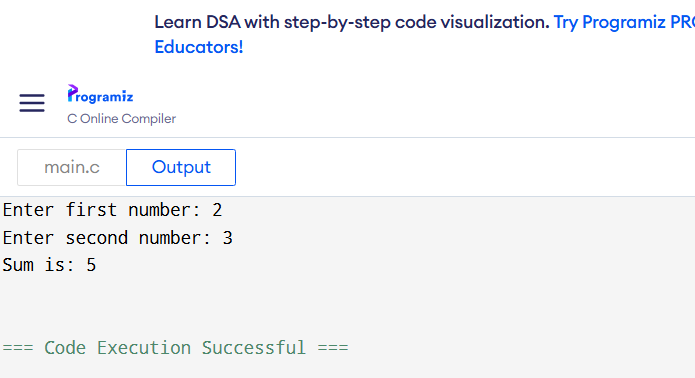 Learn DSA with step-by-step code visualization. Try Programiz PR
Educators!
Programiz
C Online Compiler
main.c Output
Enter first number: 2
Enter second number: 3
Sum is: 5
=== Code Execution Successful ===